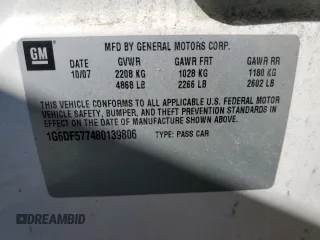 GM
MFD BY GENERAL MOTORS CORP.
DATE GVWR GAWR FRT GAWR RR
10/07 2208 KG 1028 KG 1180 KG
4868 LB 2266 LB 2602 LB
THIS VEHICLE CONFORMS TO ALL APPLICABLE U.S. FEDERAL MOTOR
VEHICLE SAFETY, BUMPER, AND THEFT PREVENTION STANDARDS IN
EFFECT ON THE DATE OF MANUFACTURE SHOWN ABOVE.
1G6DF577480139806 TYPE: PASS CAR
DREAMBID